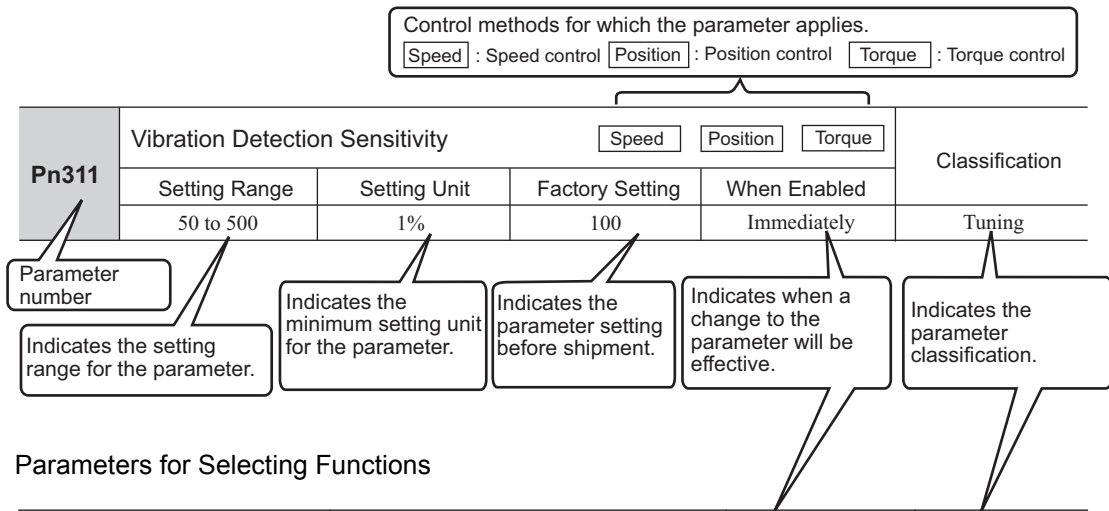 Control methods for which the parameter applies.
Speed : Speed control Position : Position control Torque : Torque control
Pn311
Vibration Detection Sensitivity Speed Position Torque
Classification
Setting Range Setting Unit Factory Setting When Enabled
50 to 500 1% 100 Immediately Tuning
Parameter
number
Indicates the setting
range for the parameter.
Indicates the
minimum setting unit
for the parameter.
Indicates the
parameter setting
before shipment.
Indicates when a
change to the
parameter will be
effective.
Indicates the
parameter
classification.
Parameters for Selecting Functions